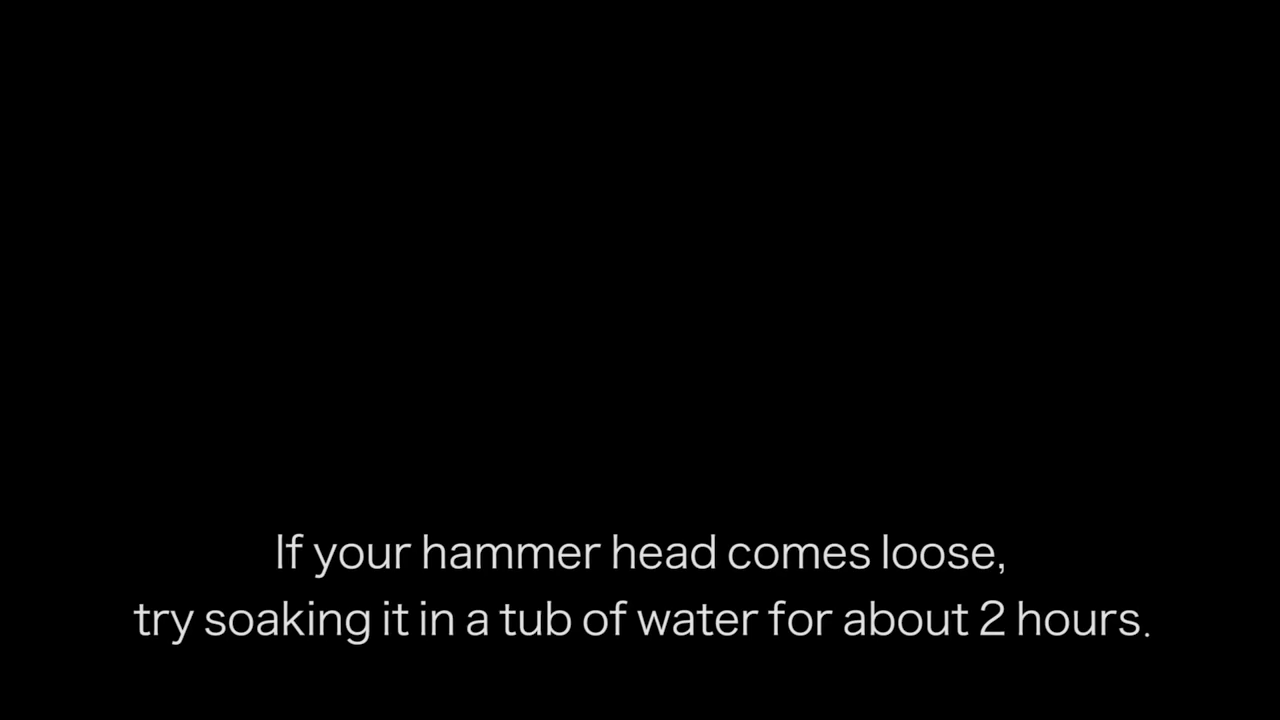 If your hammer head comes loose,
try soaking it in a tub of water for about 2 hours.